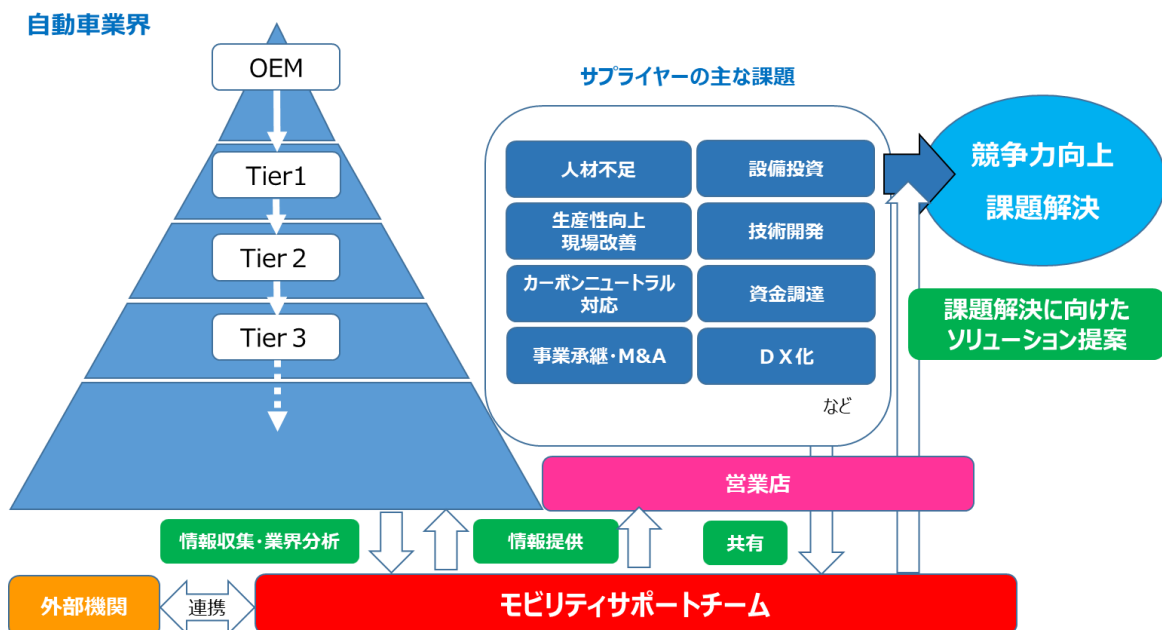 自動車業界
OEM
Tier1
Tier2
Tier3
サプライヤーの主な課題
人材不足
設備投資
生産性向上
現場改善
技術開発
カーボンニュートラル
対応
資金調達
事業承継・M&A
DX化
など
競争力向上
課題解決
課題解決に向けた
ソリューション提案
営業店
情報収集・業界分析
情報提供
共有
外部機関
連携
モビリティサポートチーム